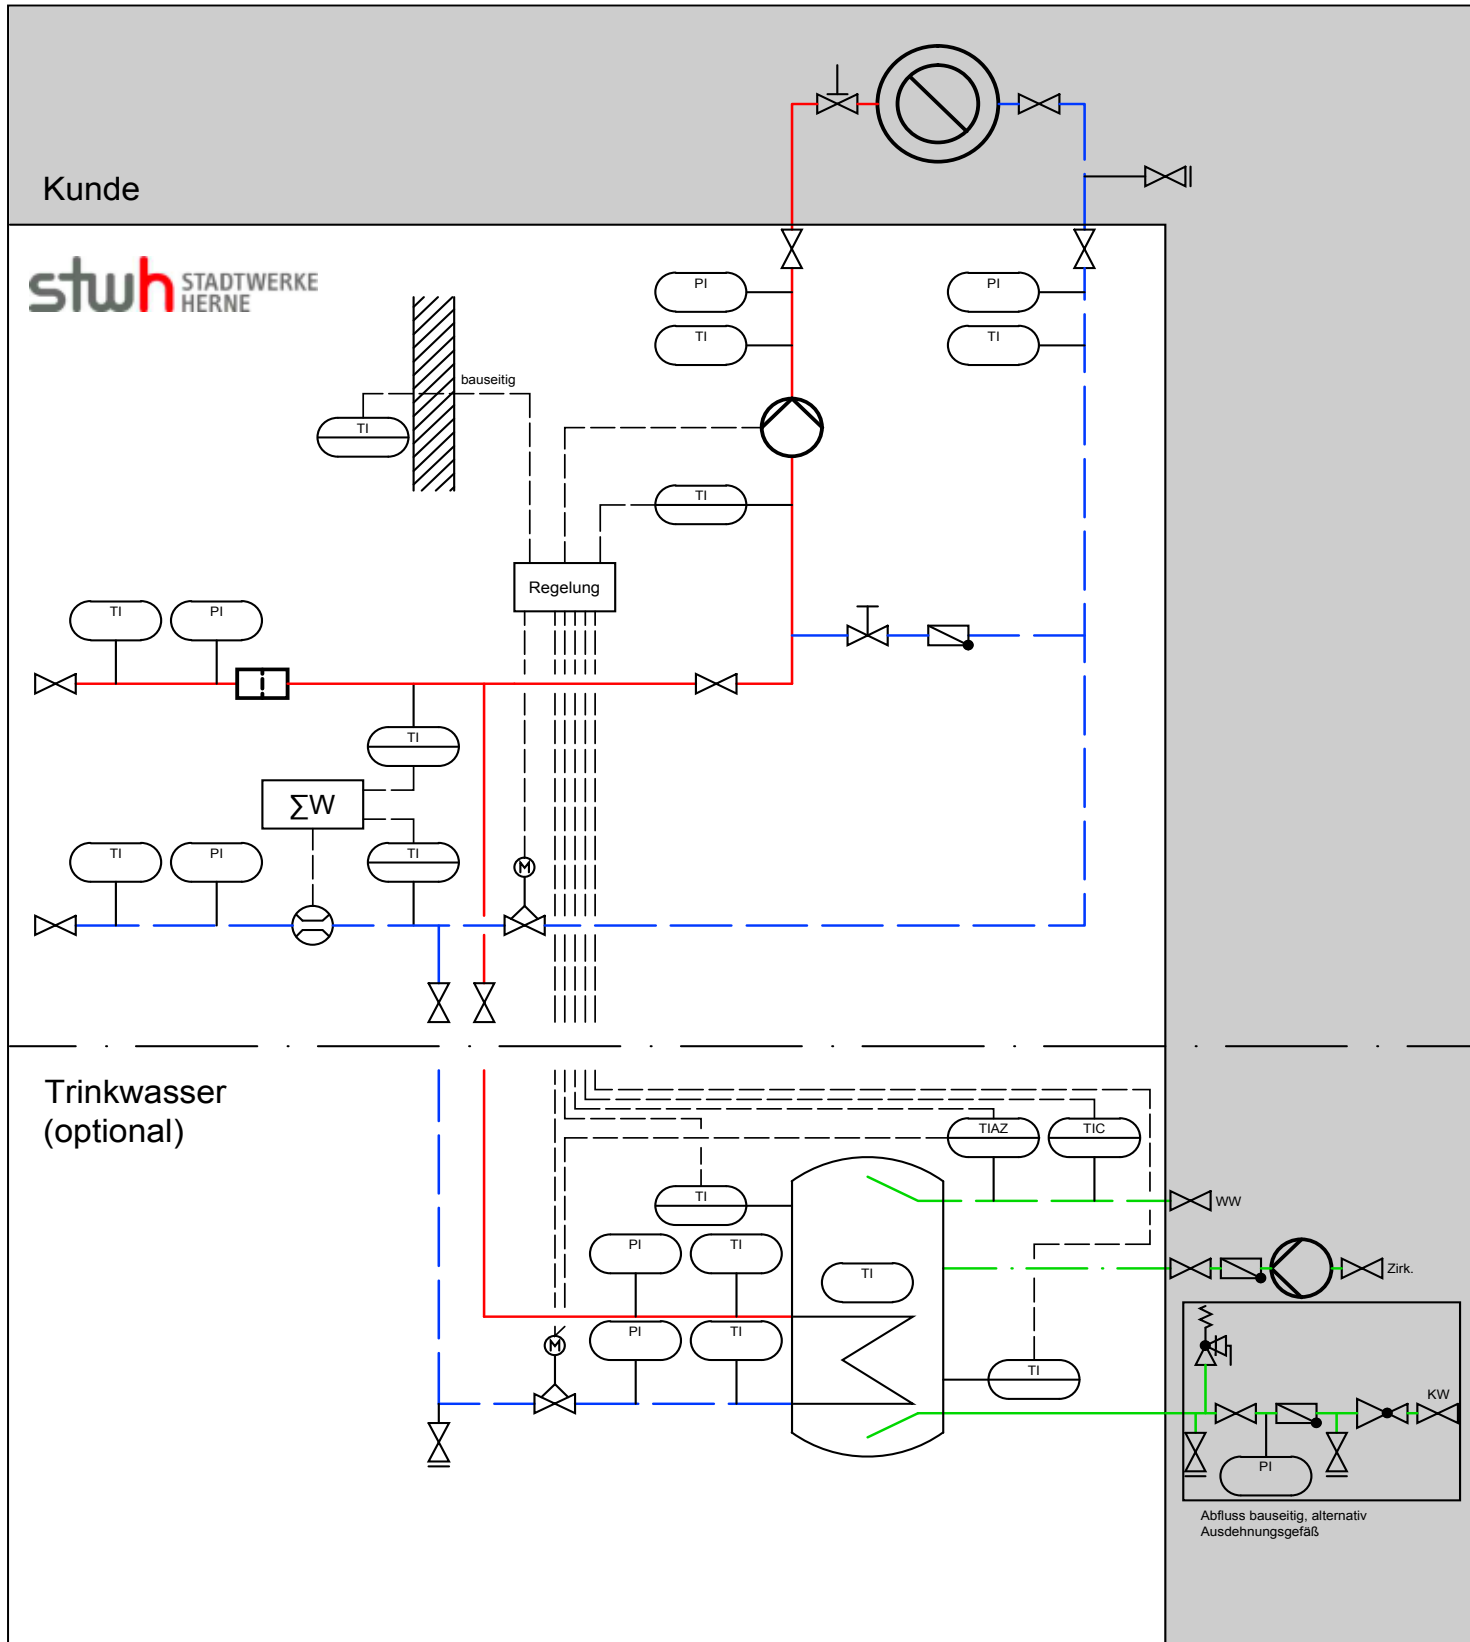 Kunde
stwh STADTWERKE
HERNE
PI
PI
TI
TI
bauseitig
TI
TI
Regelung
TI
PI
TI
∑W
TI
PI
TI
M
Trinkwasser
(optional)
TIAZ
TIC
TI
WW
PI
TI
TI
Zirk.
PI
TI
M
TI
KW
PI
Abfluss bauseitig, alternativ
Ausdehnungsgefäß